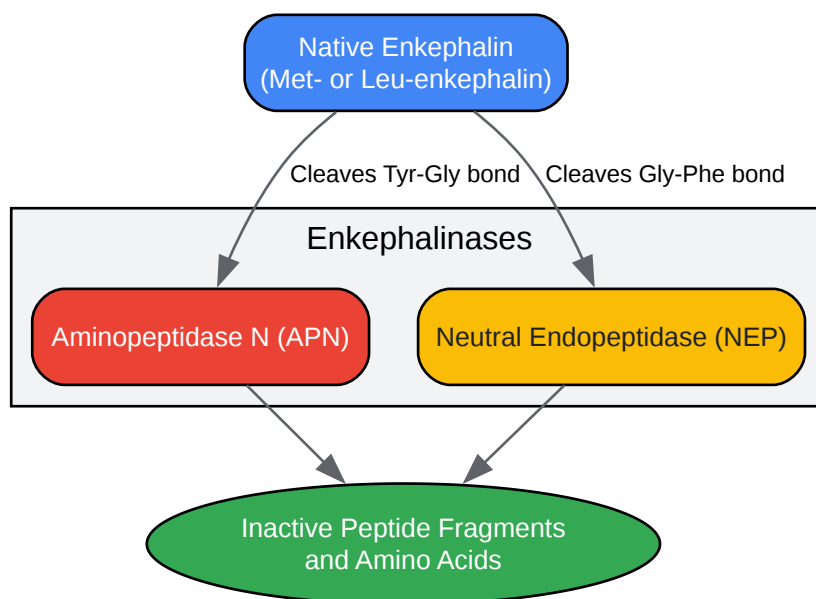 Native Enkephalin
(Met- or Leu-enkephalin)
Cleaves Tyr-Gly bond
Cleaves Gly-Phe bond
Enkephalinases
Aminopeptidase N (APN)
Neutral Endopeptidase (NEP)
Inactive Peptide Fragments
and Amino Acids